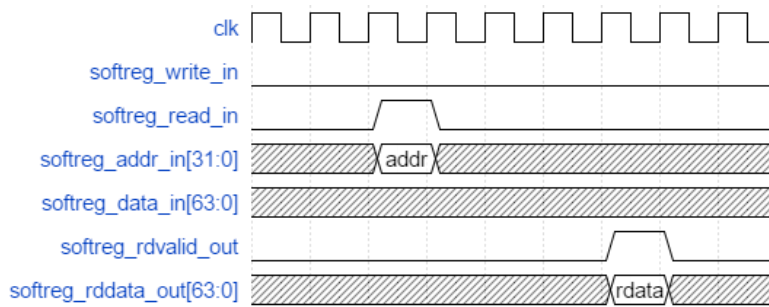 clk
softreg_write_in
softreg_read_in
softreg_addr_in[31:0] addr
softreg_data_in[63:0]
softreg_rdvalid_out
softreg_rddata_out[63:0] rdata